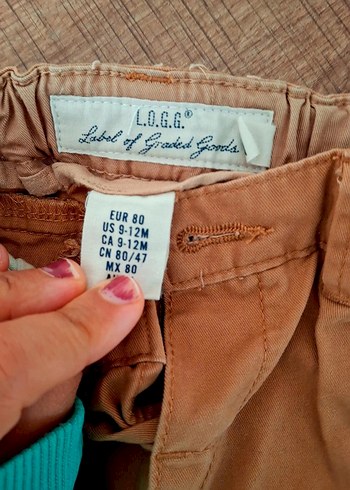 L.O.G.G.®
Label of Graded Goods
EUR 80
US 9-12M
CA 9-12M
CN 80/47
MX 80